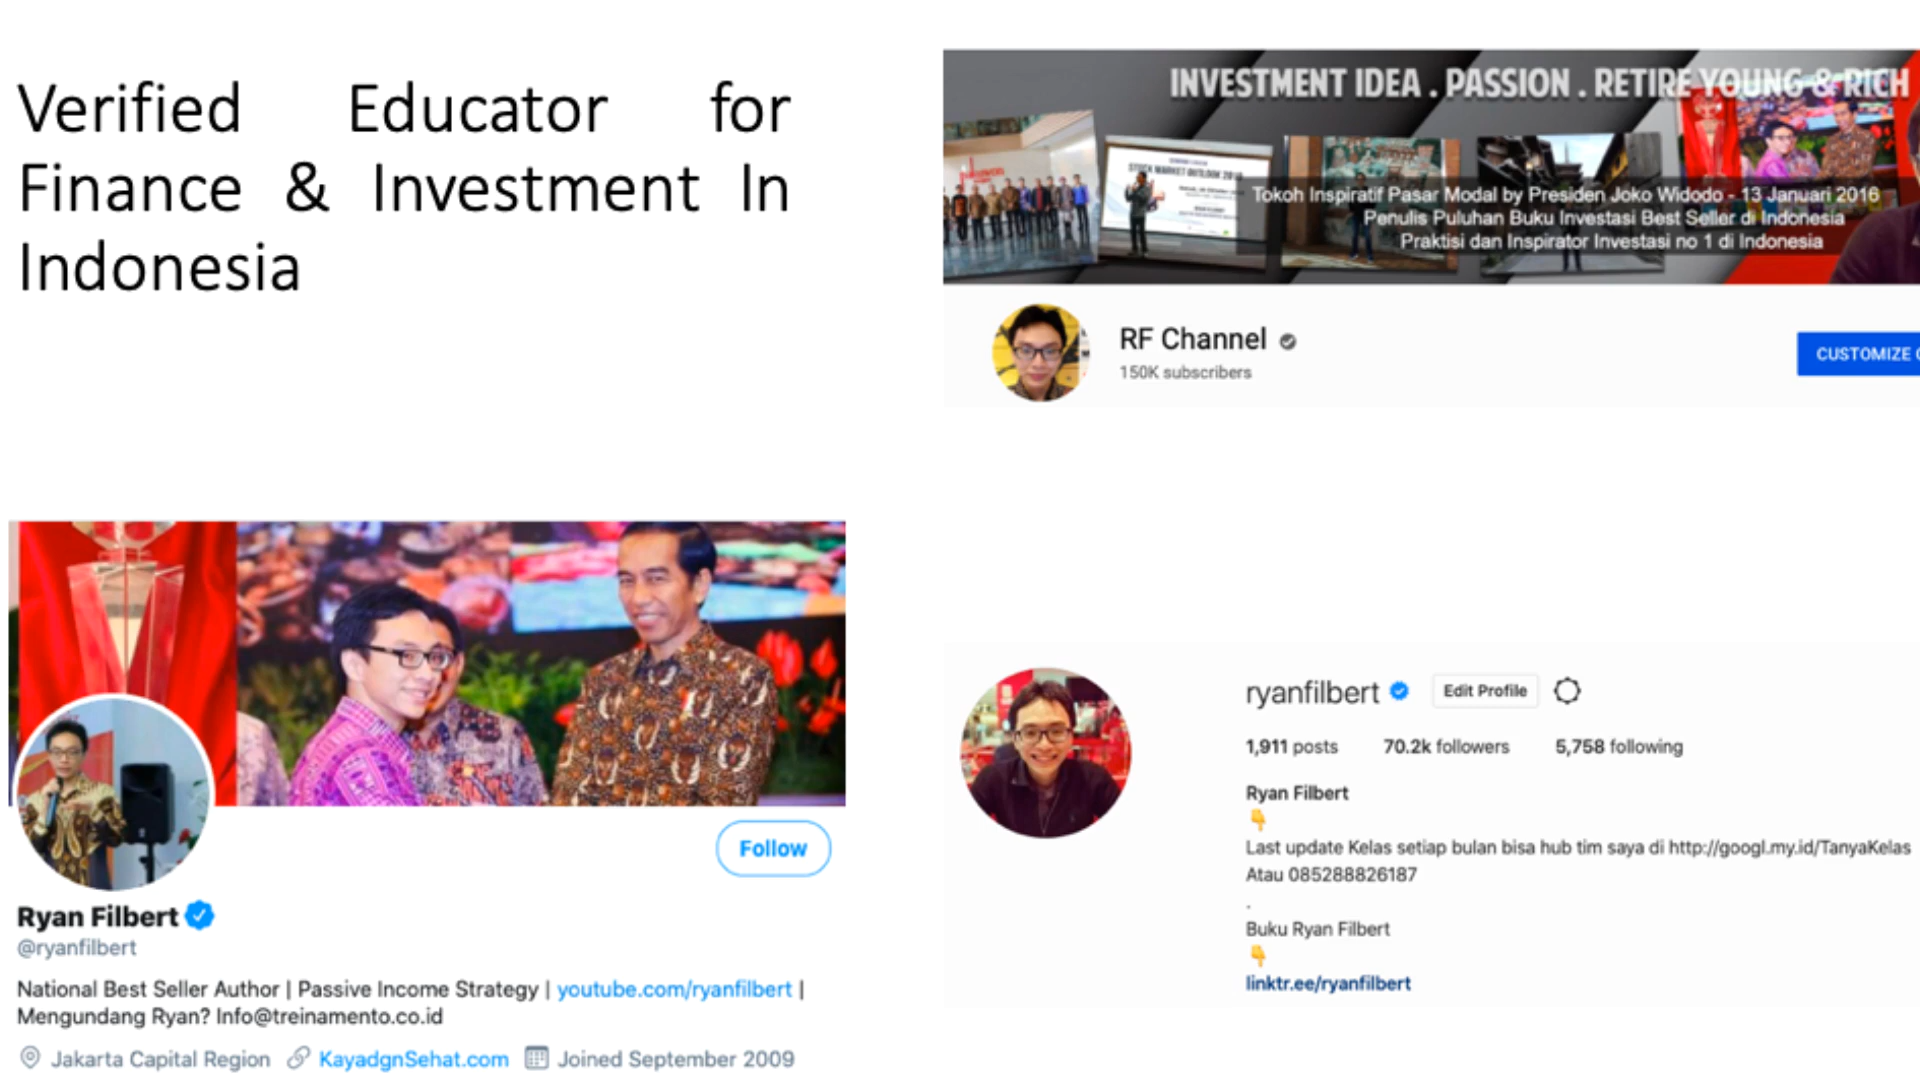 Verified Educator for
Finance & Investment In
Indonesia
INVESTMENT IDEA . PASSION . RETIRE YOUNG & RICH
STOCK MARKET OUTLOOK
Tokoh Inspiratif Pasar Modal by Presiden Joko Widodo - 13 Januari 2016
Penulis Puluhan Buku Investasi Best Seller di Indonesia
Praktisi dan Inspirator Investasi no 1 di Indonesia
RF Channel
150K subscribers
CUSTOMIZE
Follow
Ryan Filbert
@ryanfilbert
National Best Seller Author | Passive Income Strategy | youtube.com/ryanfilbert |
Mengundang Ryan? Info@treinamento.co.id
Jakarta Capital Region KayadgnSehat.com Joined September 2009
ryanfilbert Edit Profile
1,911 posts 70.2k followers 5,758 following
Ryan Filbert
👇
Last update Kelas setiap bulan bisa hub tim saya di http://googl.my.id/TanyaKelas
Atau 085288826187
.
Buku Ryan Filbert
👇
linktr.ee/ryanfilbert